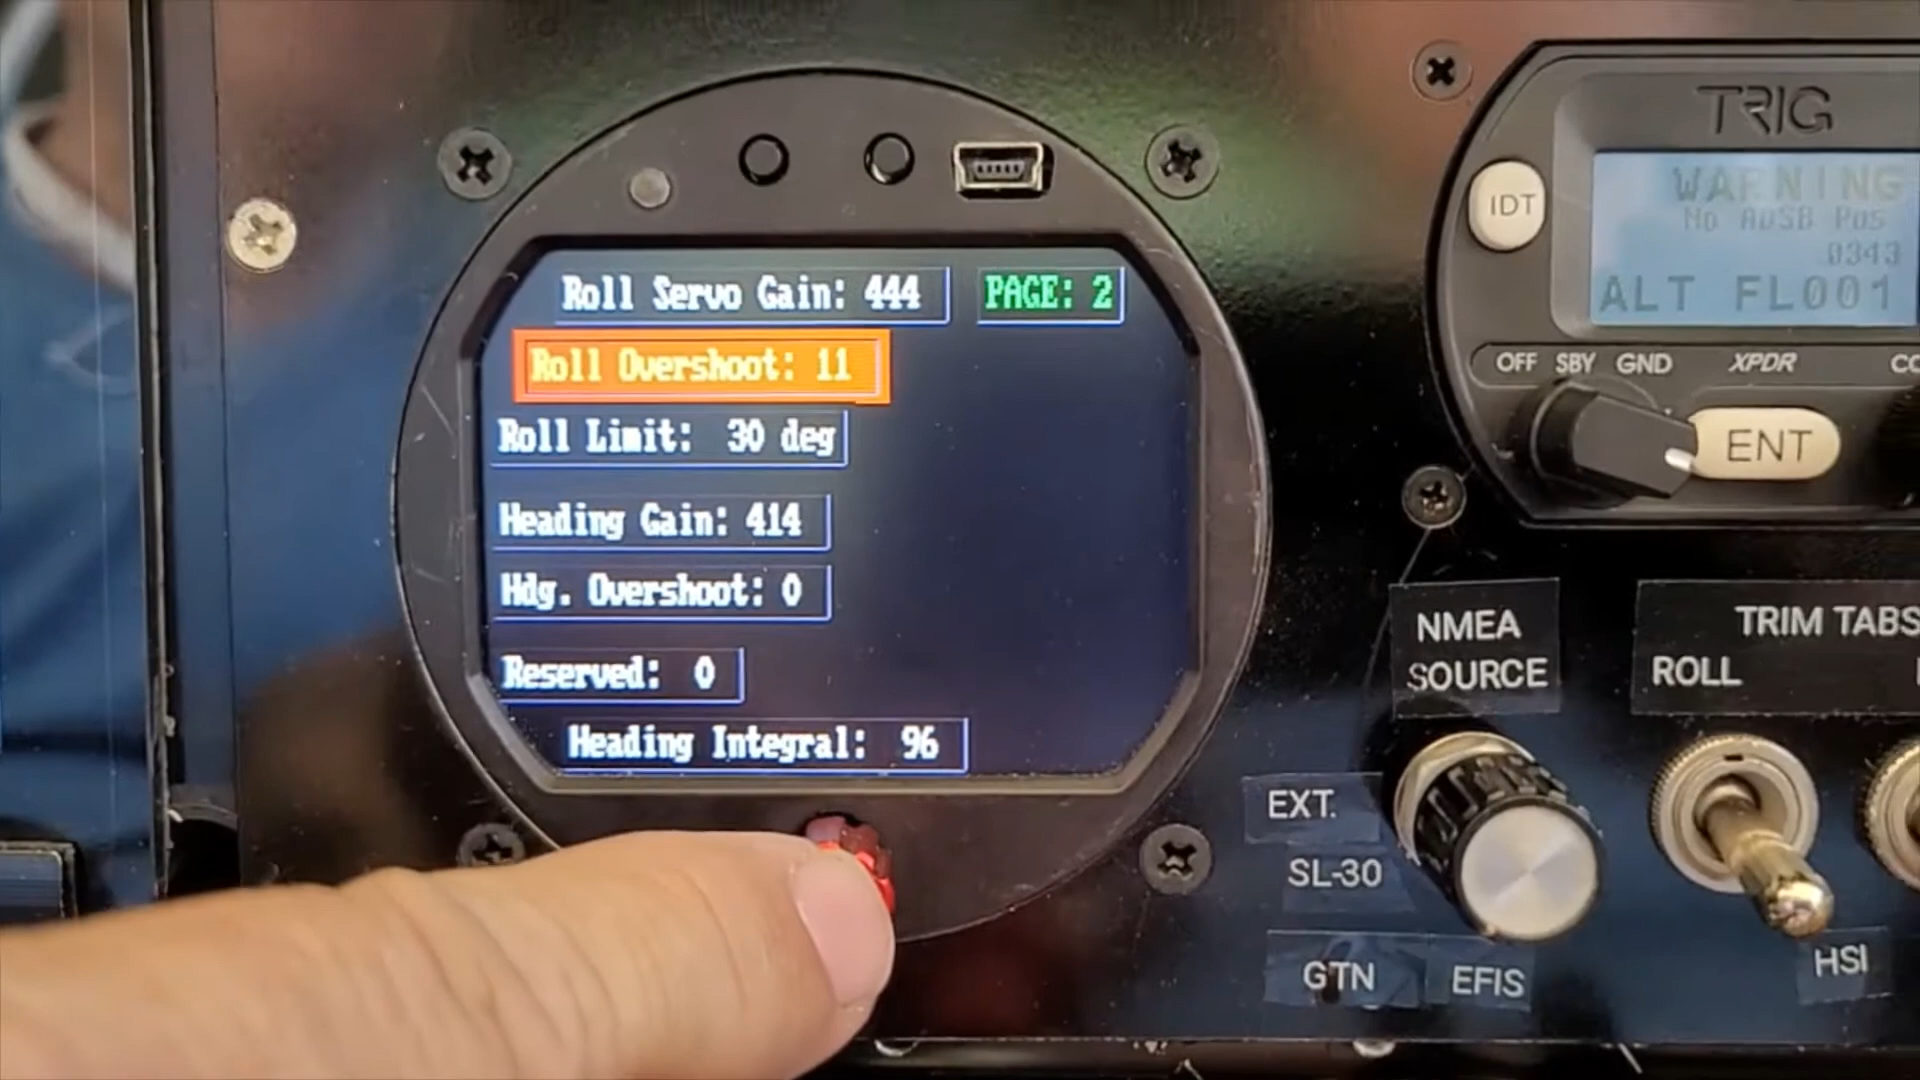 Roll Servo Gain: 444
PAGE: 2
Roll Overshoot: 11
Roll Limit: 30 deg
Heading Gain: 414
Hdg. Overshoot: 0
Reserved: 0
Heading Integral: 96
TRIG
IDT
WARNING
No ADSB Pos
0343
ALT FL001
OFF SBY GND XPDR
ENT
NMEA
SOURCE
TRIM TABS
ROLL
EXT.
SL-30
GTN
EFIS
HSI